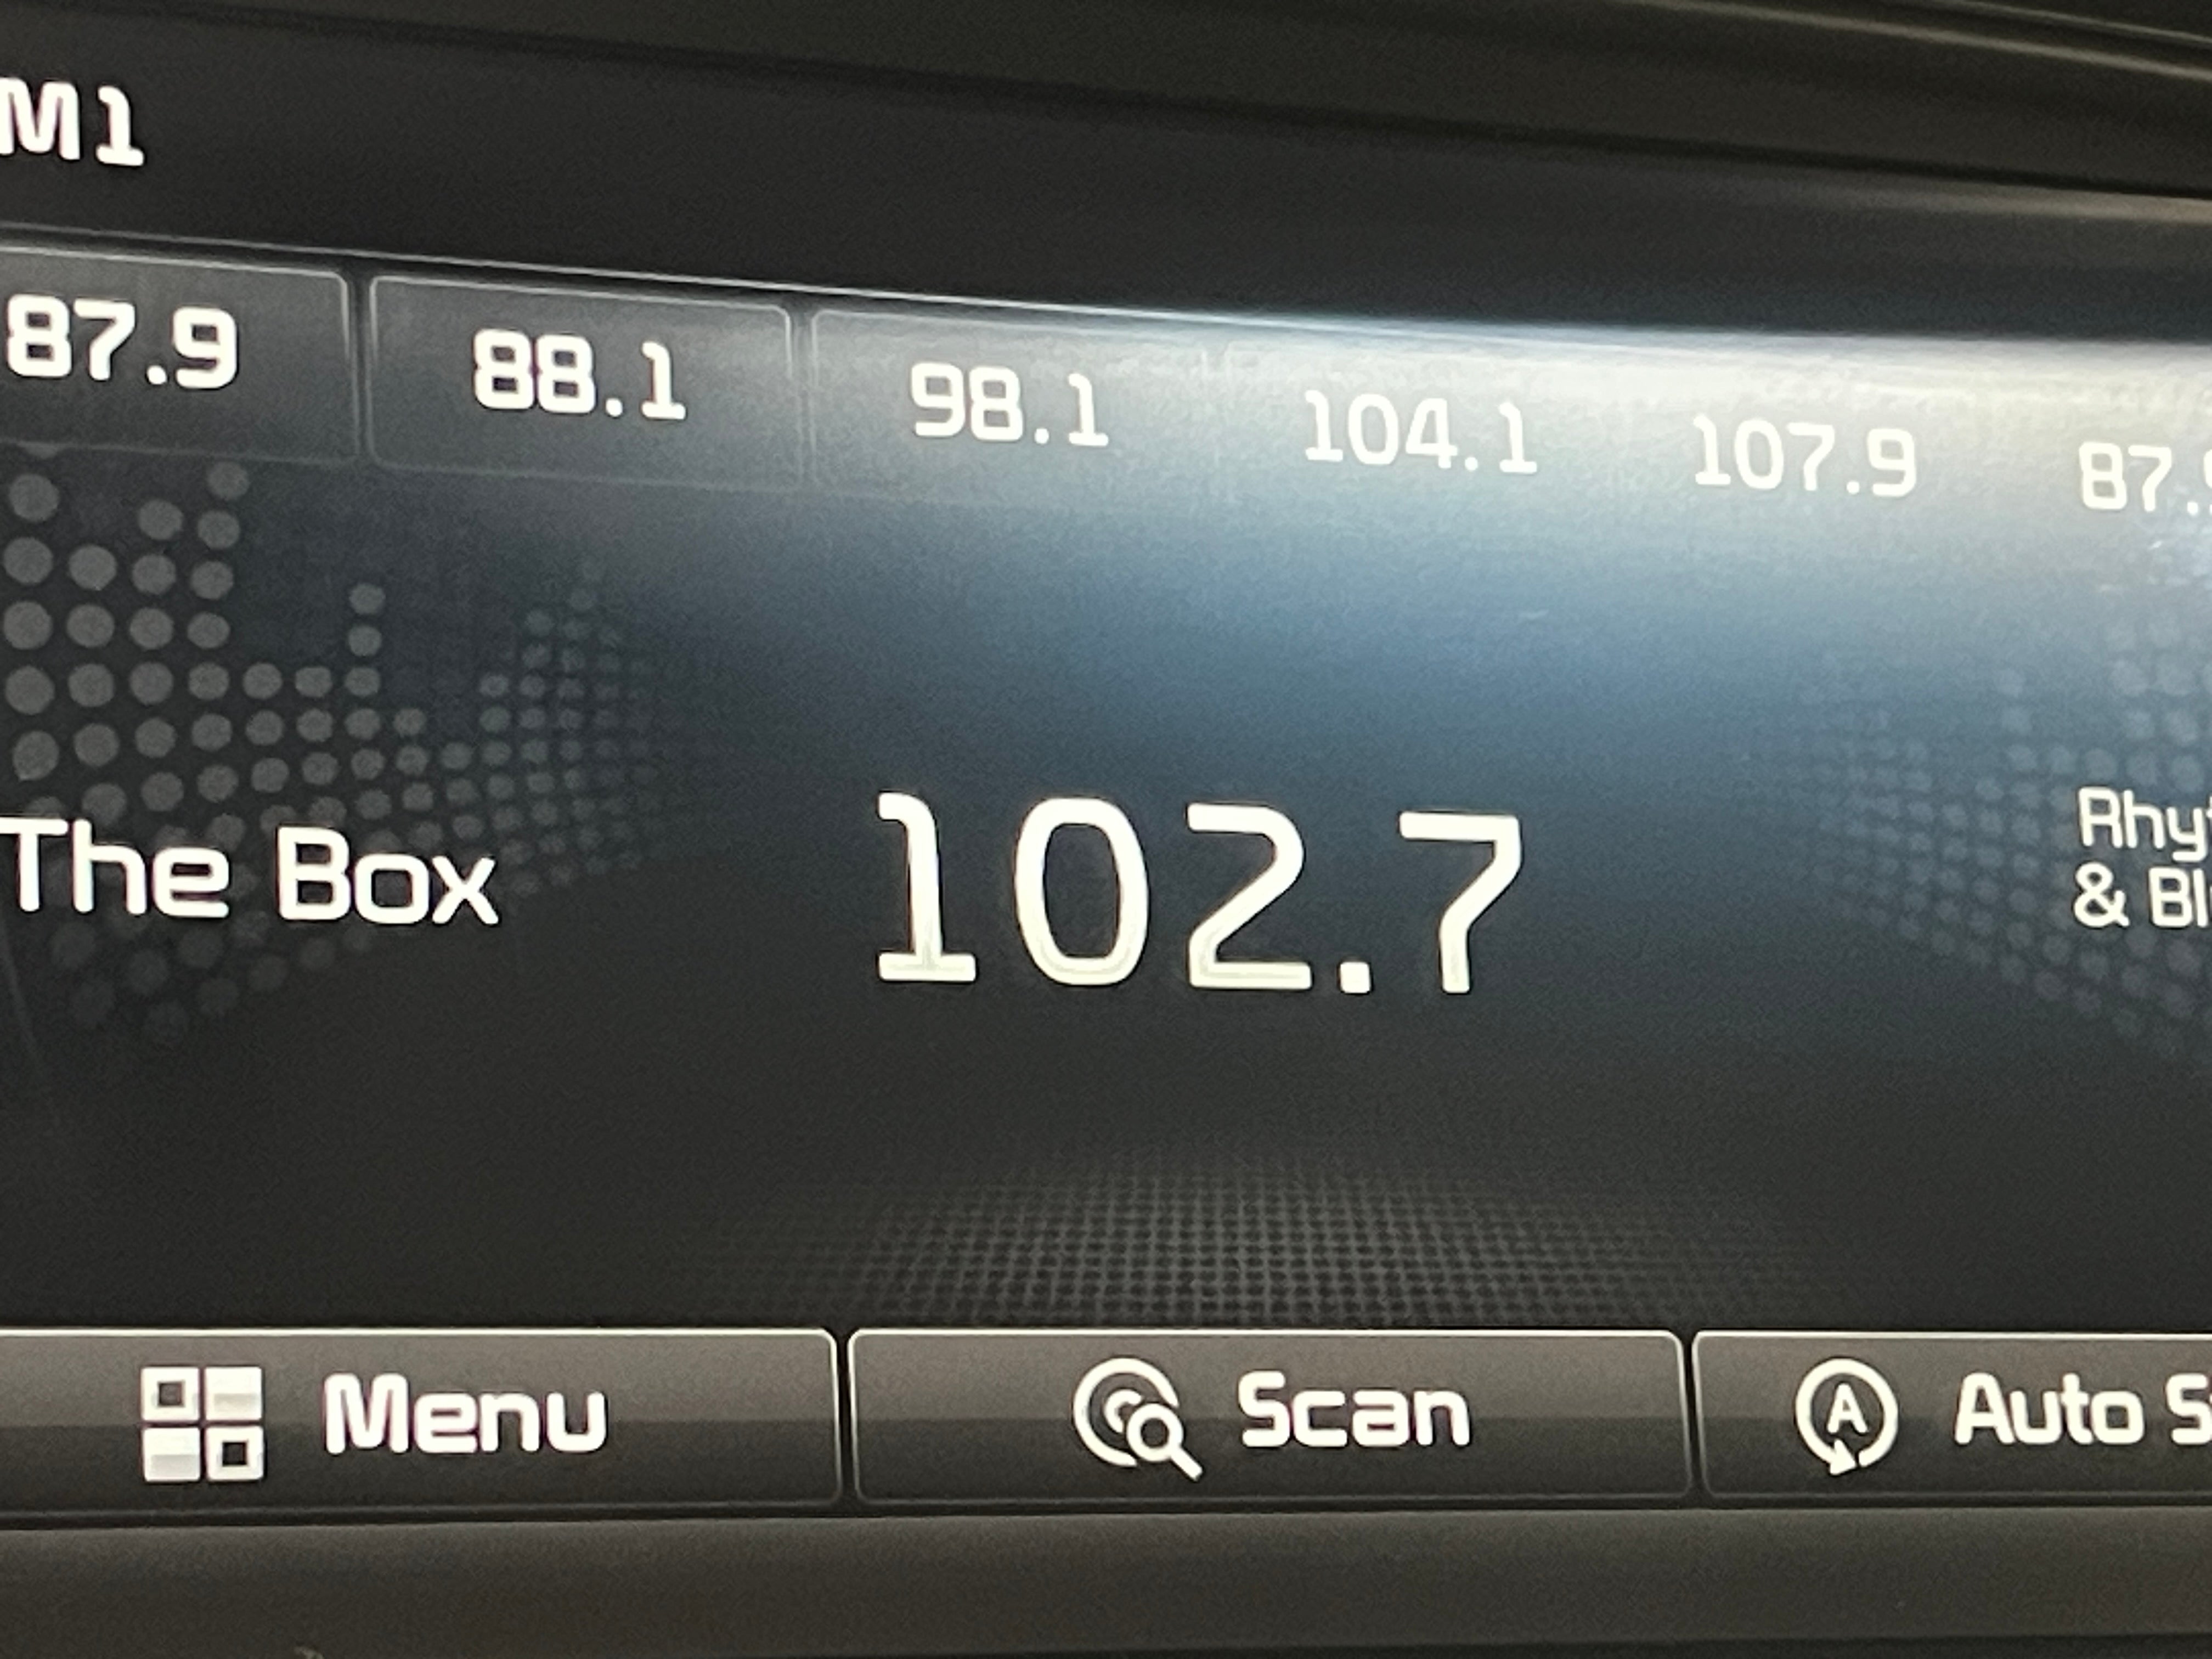 M1
87.9 88.1 98.1 104.1 107.9
The Box 102.7
&
Menu Scan Auto